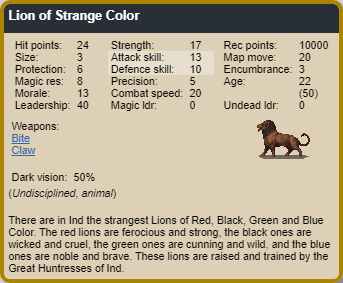 Lion of Strange Color
Hit points: 24 Strength: 17 Rec points: 10000
Size: 3 Attack skill: 13 Map move: 20
Protection: 6 Defence skill: 10 Encumbrance: 3
Magic res: 8 Precision: 5 Age: 22
Morale: 13 Combat speed: 20 (50)
Leadership: 40 Magic ldr: 0 Undead ldr: 0
Weapons:
Bite
Claw
Dark vision: 50%
(Undisciplined, animal)
There are in Ind the strangest Lions of Red, Black, Green and Blue
Color. The red lions are ferocious and strong, the black ones are
wicked and cruel, the green ones are cunning and wild, and the blue
ones are noble and brave. These lions are raised and trained by the
Great Huntresses of Ind.